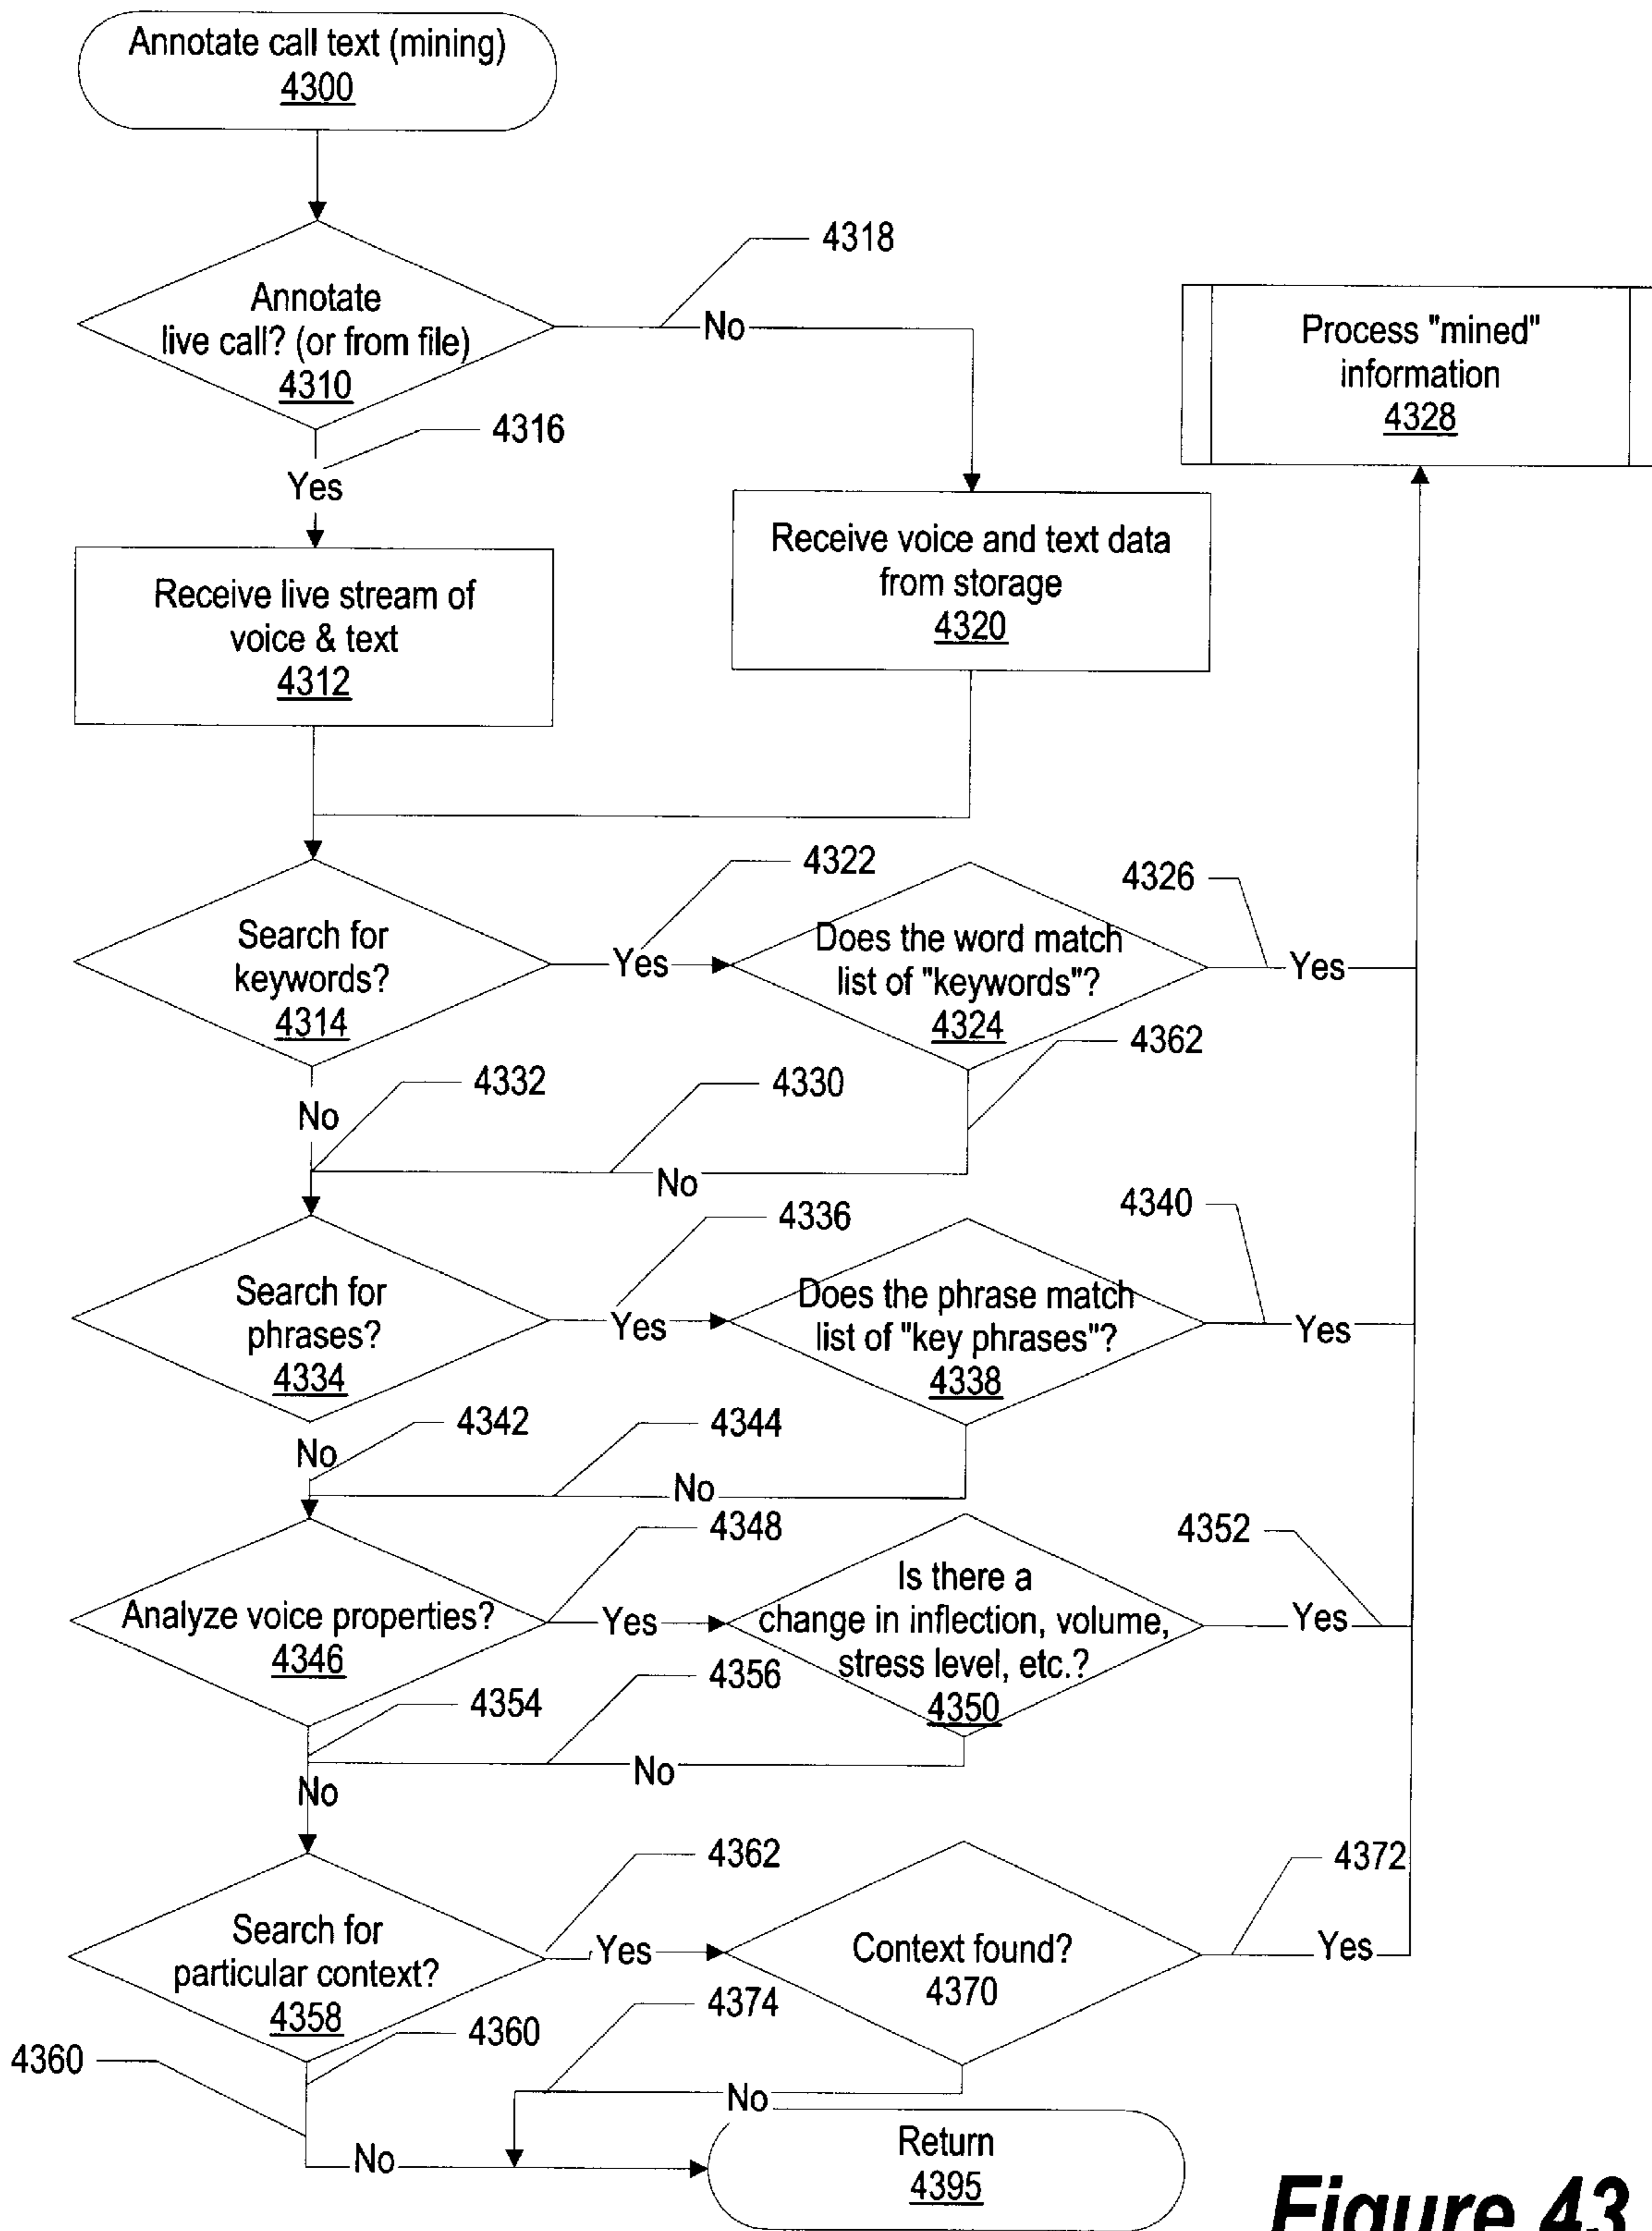 Annotate call text (mining)
4300
4318
Annotate
live call? (or from file)
4310
No
Process "mined"
information
4328
4316
Yes
Receive voice and text data
from storage
4320
Receive live stream of
voice & text
4312
4322
4326
Search for
keywords?
4314
Yes
Does the word match
list of "keywords"?
4324
Yes
4362
4332
4330
No
No
4336
4340
Search for
phrases?
4334
Yes
Does the phrase match
list of "key phrases"?
4338
Yes
4342
4344
No
No
4348
4352
Analyze voice properties?
4346
Yes
Is there a
change in inflection, volume,
stress level, etc.?
4350
Yes
4356
4354
No
No
4362
4372
Search for
particular context?
4358
Yes
Context found?
4370
Yes
4374
4360
4360
No
No
Return
4395
Figure 43